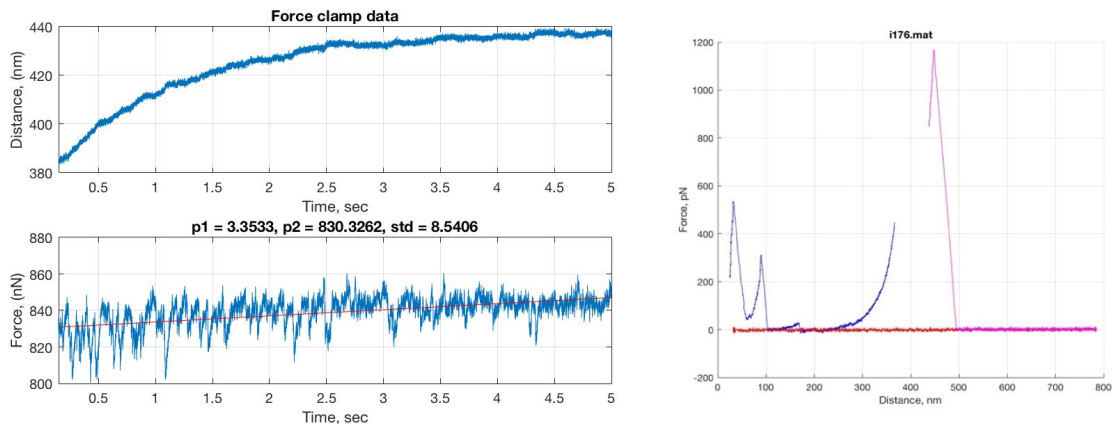 Force clamp data
440
420
400
380
Distance, (nm)
0.5 1 1.5 2 2.5 3 3.5 4 4.5 5
Time, sec
p1 = 3.3533, p2 = 830.3262, std = 8.5406
880
860
840
820
800
Force, (nN)
0.5 1 1.5 2 2.5 3 3.5 4 4.5 5
Time, sec
i176.mat
1200
1000
800
600
400
200
0
-200
Force, pN
0 100 200 300 400 500 600 700 800
Distance, nm